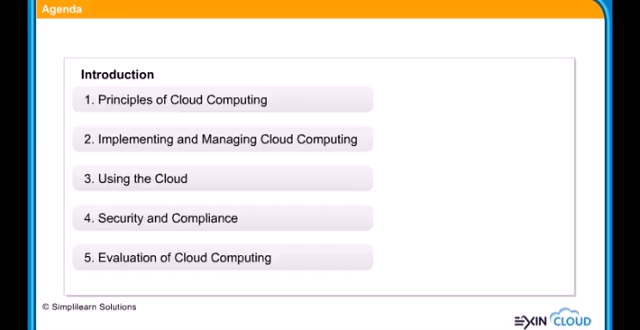 Agenda
Introduction
1. Principles of Cloud Computing
2. Implementing and Managing Cloud Computing
3. Using the Cloud
4. Security and Compliance
5. Evaluation of Cloud Computing
© Simplilearn Solutions
EXIN CLOUD